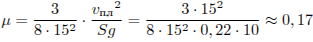 μ = 3/(8 · 15²) · v_пл²/(Sg) = (3 · 15²)/(8 · 15² · 0,22 · 10) ≈ 0,17